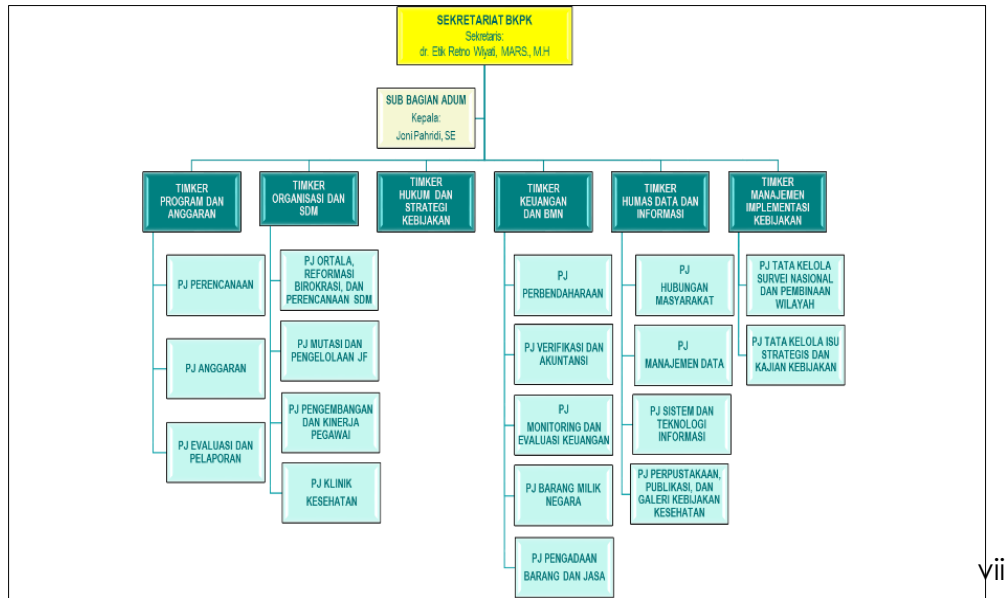 SEKRETARIAT BKPK
Sekretaris:
dr. Etik Retno Wiyati, MARS., M.H
SUB BAGIAN ADUM
Kepala:
Joni Pahridi, SE
TIMKER
PROGRAM DAN
ANGGARAN
PJ PERENCANAAN
PJ ANGGARAN
PJ EVALUASI DAN
PELAPORAN
TIMKER
ORGANISASI DAN
SDM
PJ ORTALA,
REFORMASI
BIROKRASI, DAN
PERENCANAAN SDM
PJ MUTASI DAN
PENGELOLAAN JF
PJ PENGEMBANGAN
DAN KINERJA
PEGAWAI
PJ KLINIK
KESEHATAN
TIMKER
HUKUM DAN
STRATEGI
KEBIJAKAN
TIMKER
KEUANGAN
DAN BMN
PJ
PERBENDAHARAAN
PJ VERIFIKASI DAN
AKUNTANSI
PJ
MONITORING DAN
EVALUASI KEUANGAN
PJ BARANG MILIK
NEGARA
PJ PENGADAAN
BARANG DAN JASA
TIMKER
HUMAS DATA DAN
INFORMASI
PJ
HUBUNGAN
MASYARAKAT
PJ
MANAJEMEN DATA
PJ SISTEM DAN
TEKNOLOGI
INFORMASI
PJ PERPUSTAKAAN,
PUBLIKASI, DAN
GALERI KEBIJAKAN
KESEHATAN
TIMKER
MANAJEMEN
IMPLEMENTASI
KEBIJAKAN
PJ TATA KELOLA
SURVEI NASIONAL
DAN PEMBINAAN
WILAYAH
PJ TATA KELOLA ISU
STRATEGIS DAN
KAJIAN KEBIJAKAN
vii